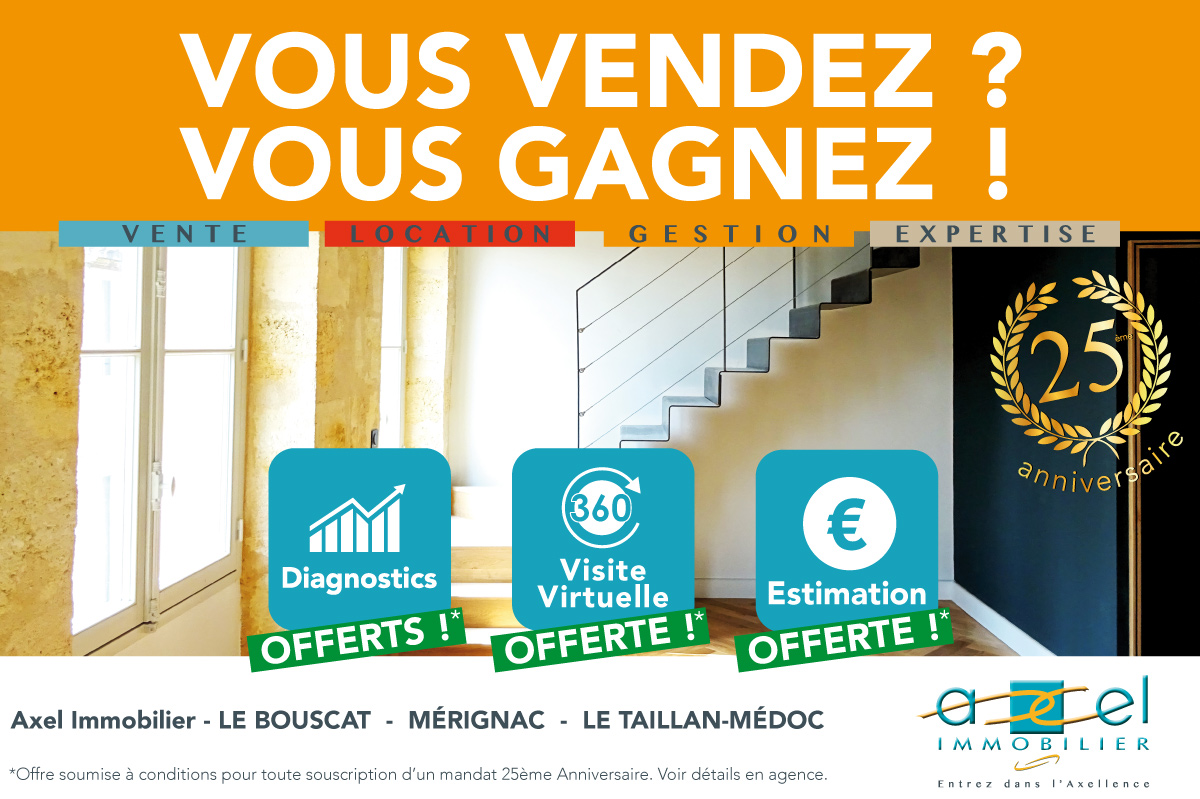 VOUS VENDEZ ?
VOUS GAGNEZ !
VENTE LOCATION GESTION EXPERTISE
25ème
anniversaire
Diagnostics
OFFERTS !*
360
Visite
Virtuelle
OFFERTE !*
€
Estimation
OFFERTE !*
Axel Immobilier - LE BOUSCAT - MÉRIGNAC - LE TAILLAN-MÉDOC
*Offre soumise à conditions pour toute souscription d'un mandat 25ème Anniversaire. Voir détails en agence.
axel
IMMOBILIER
Entrez dans l'Axellence